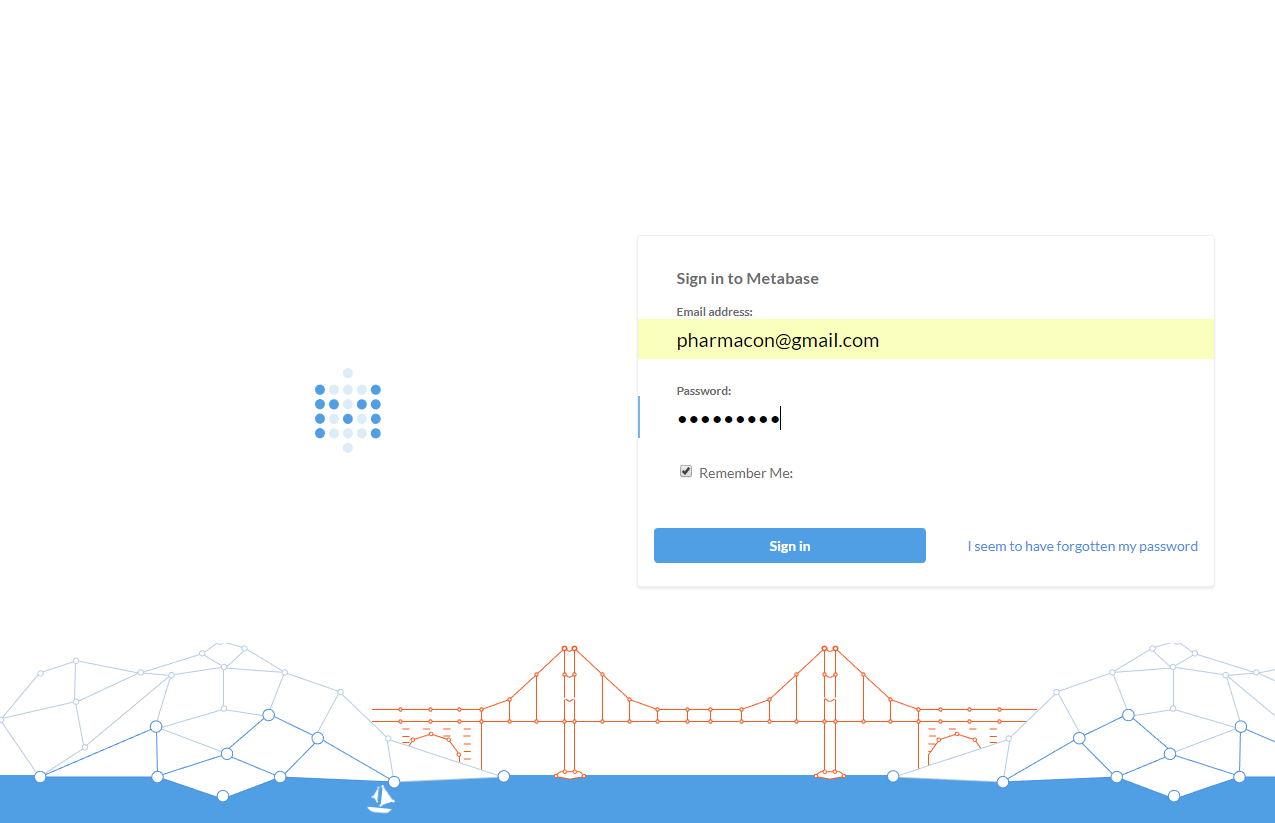 Sign in to Metabase
Email address:
pharmacon@gmail.com
Password:
•••••••••
Remember Me:
Sign in
I seem to have forgotten my password